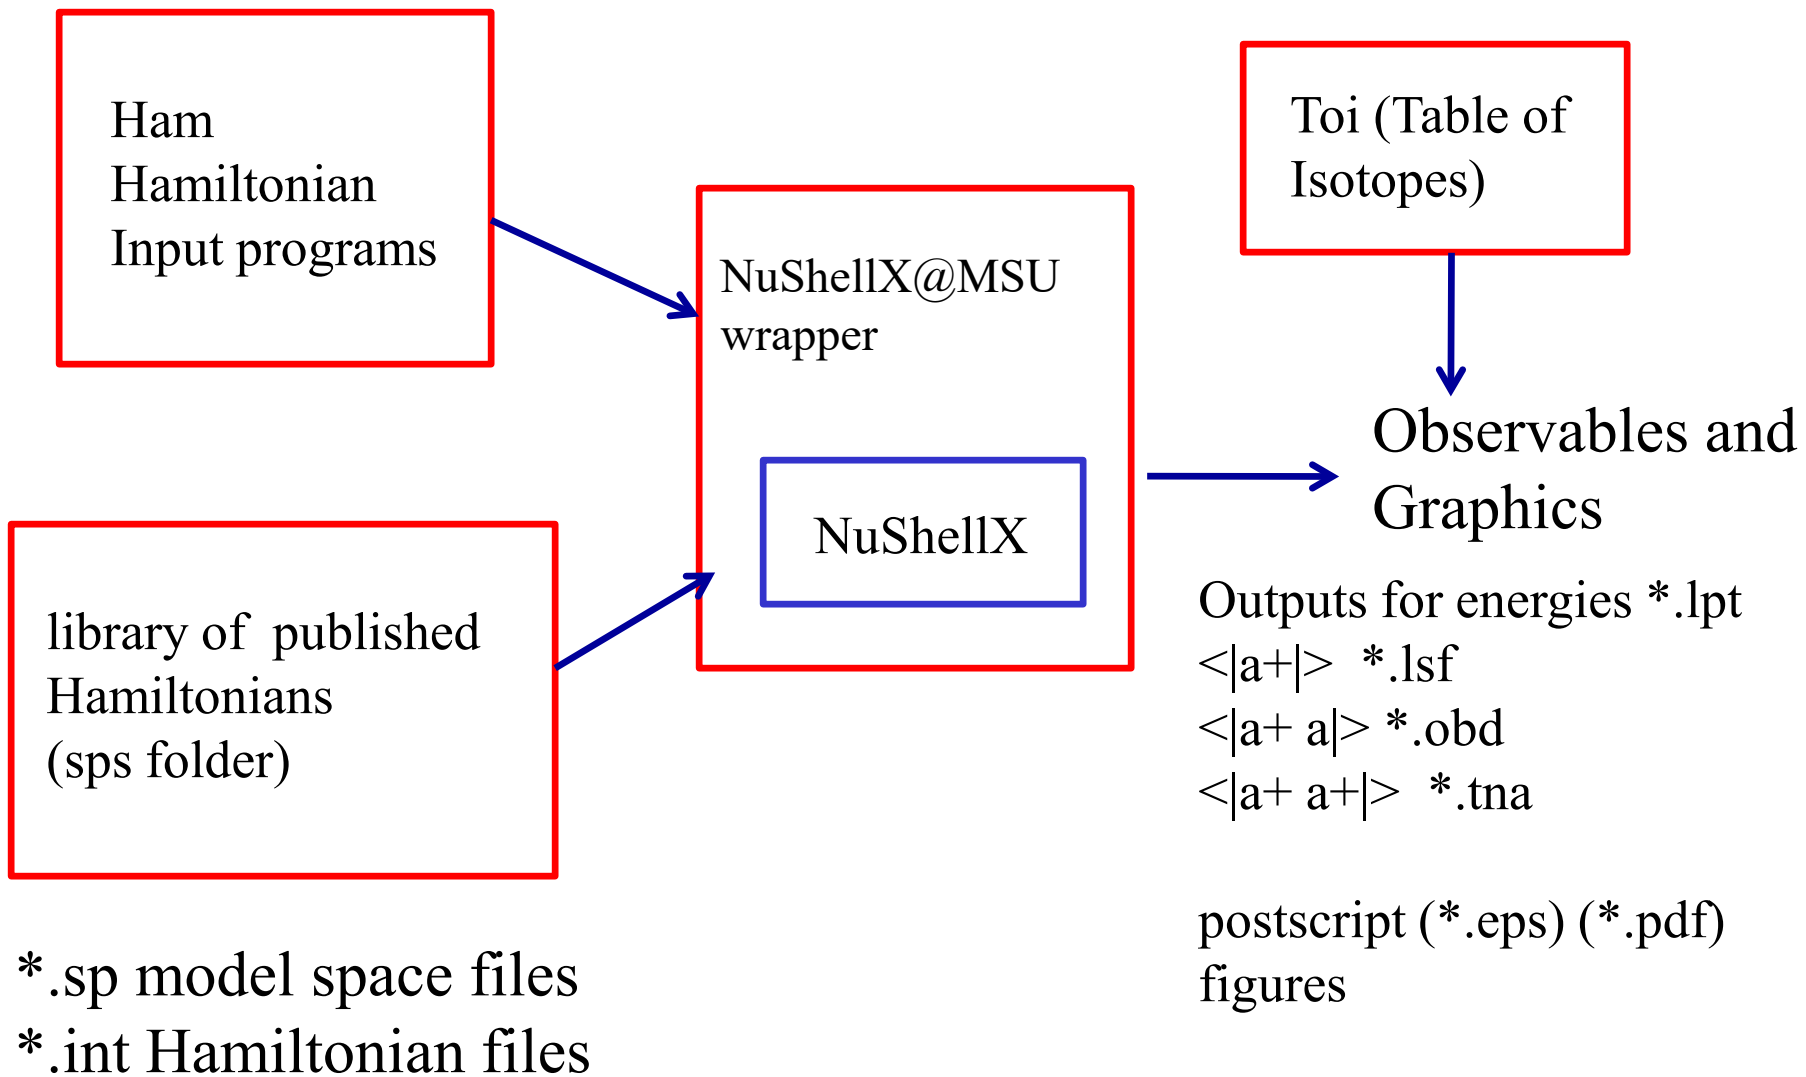 Ham
Hamiltonian
Input programs
library of  published
Hamiltonians
(sps folder)
*.sp model space files
*.int Hamiltonian files
NuShellX@MSU
wrapper
NuShellX
Toi (Table of
Isotopes)
Observables and
Graphics
Outputs for energies *.lpt
<|a+|>  *.lsf
<|a+ a|> *.obd
<|a+ a+|>  *.tna
postscript (*.eps) (*.pdf)
figures